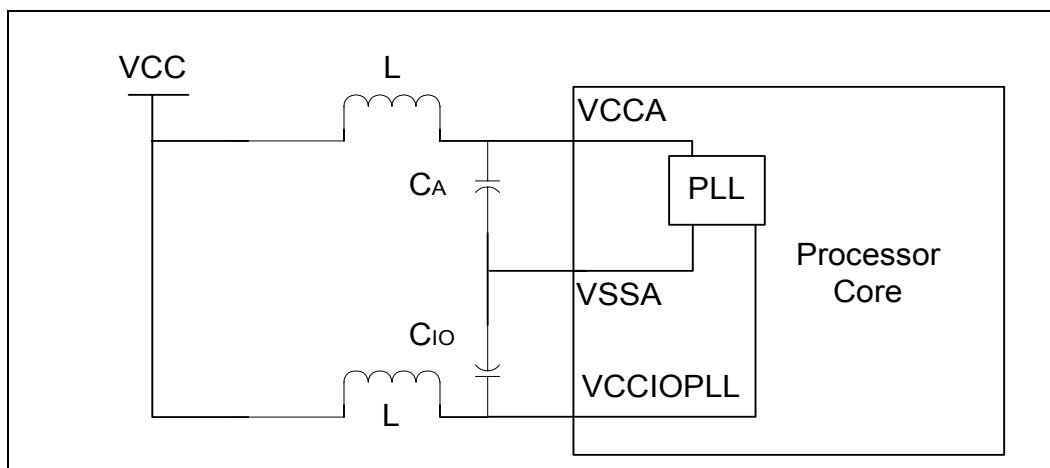 VCC
L
VCCA
CA
PLL
Processor
Core
VSSA
CIO
VCCIOPLL
L